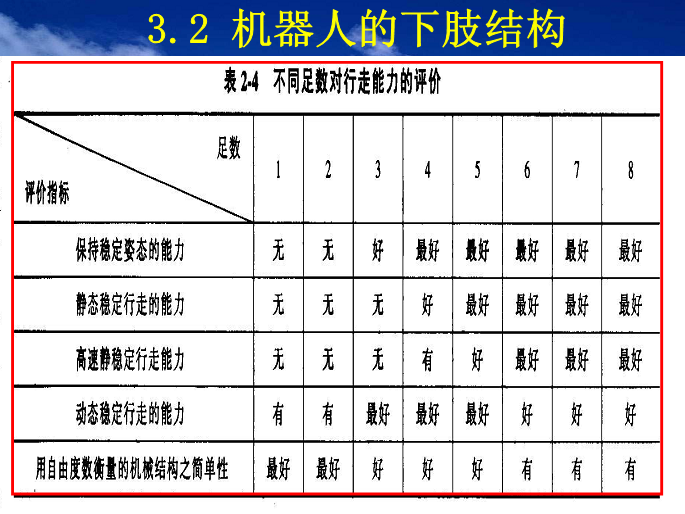 3.2 机器人的下肢结构
表2-4 不同足数对行走能力的评价
足数
评价指标
1 2 3 4 5 6 7 8
保持稳定姿态的能力 无 无 好 最好 最好 最好 最好 最好
静态稳定行走的能力 无 无 无 好 最好 最好 最好 最好
高速静稳定行走能力 无 无 无 有 好 最好 最好 最好
动态稳定行走的能力 有 有 最好 最好 最好 好 好 好
用自由度数衡量的机械结构之简单性 最好 最好 好 好 好 有 有 有